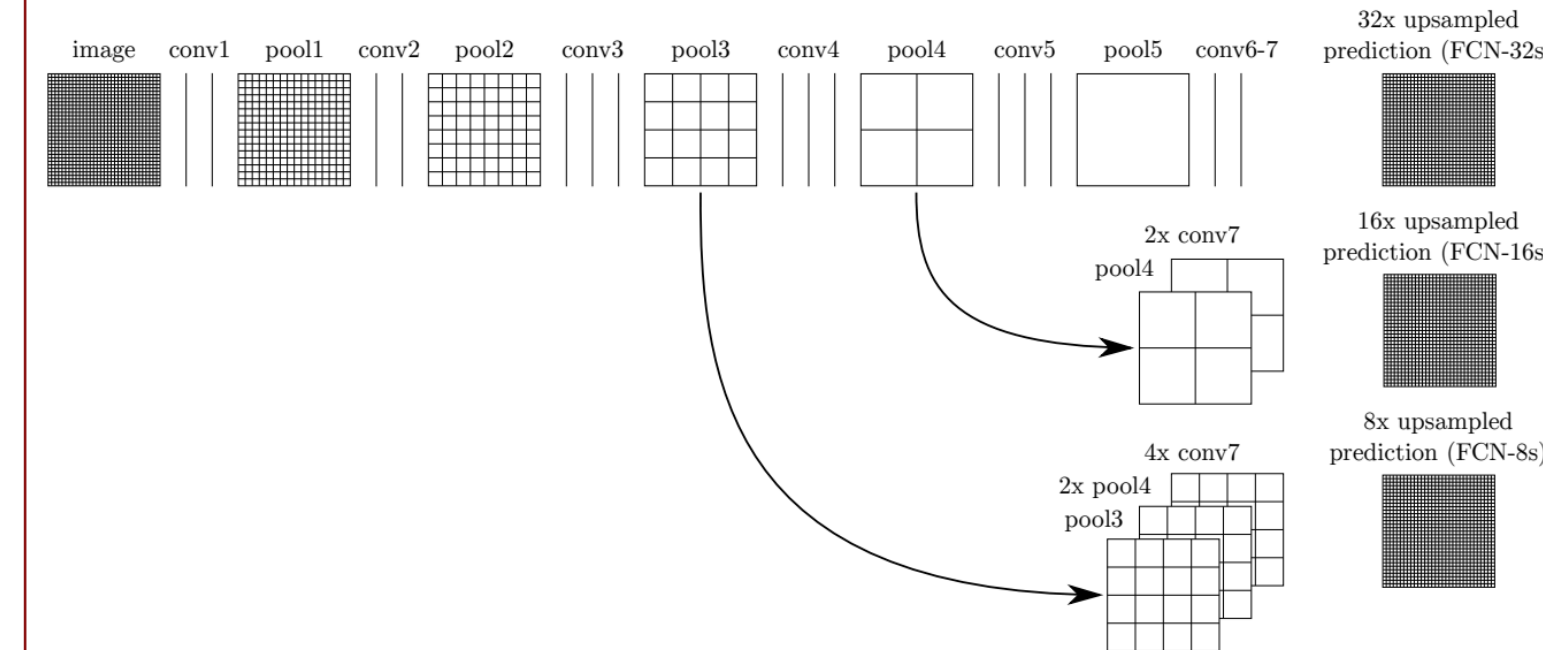 32x upsampled
image conv1 pool1 conv2 pool2 conv3 pool3 conv4 pool4 conv5 pool5 conv6-7 prediction (FCN-32s
16x upsampled
2x conv7 prediction (FCN-16s
pool4
8x upsampled
4x conv7 prediction (FCN-8s)
2x pool4
pool3